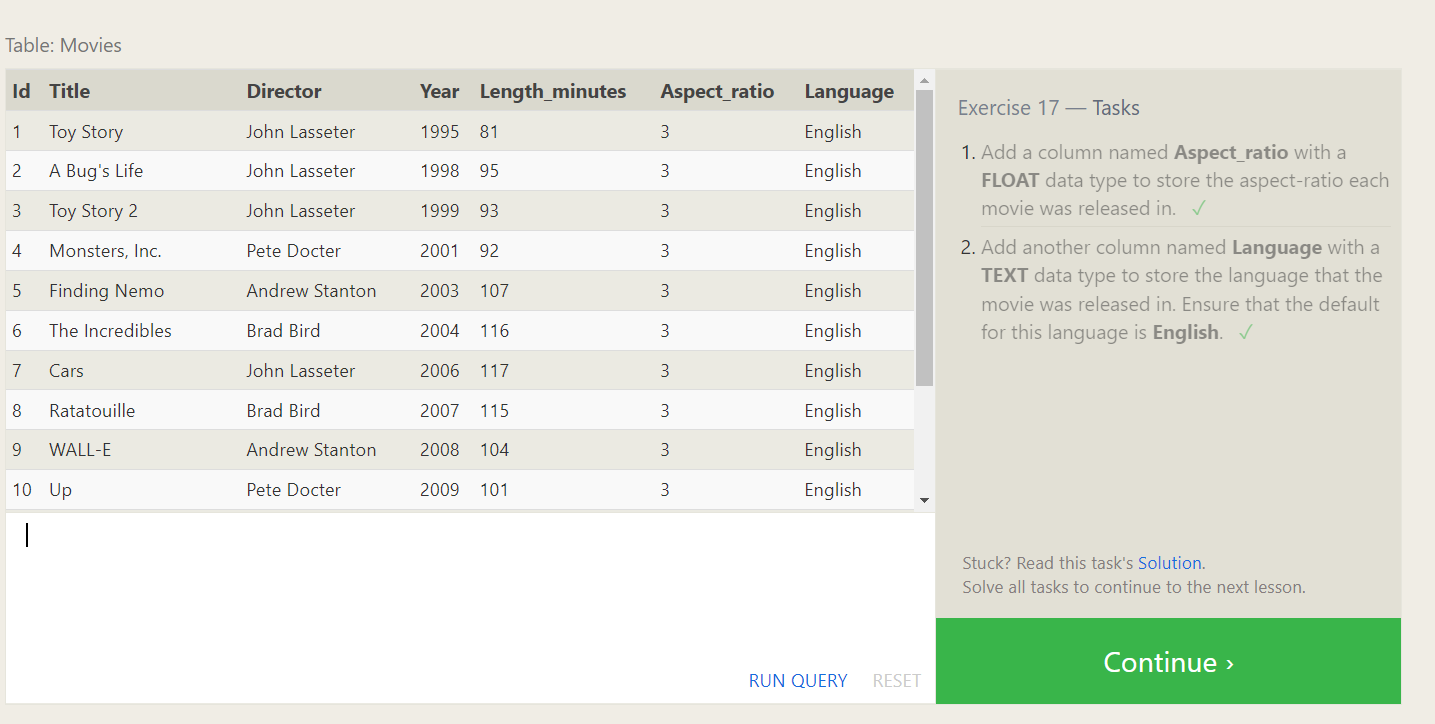 Table: Movies
Id Title Director Year Length_minutes Aspect_ratio Language
1 Toy Story John Lasseter 1995 81 3 English
2 A Bug's Life John Lasseter 1998 95 3 English
3 Toy Story 2 John Lasseter 1999 93 3 English
4 Monsters, Inc. Pete Docter 2001 92 3 English
5 Finding Nemo Andrew Stanton 2003 107 3 English
6 The Incredibles Brad Bird 2004 116 3 English
7 Cars John Lasseter 2006 117 3 English
8 Ratatouille Brad Bird 2007 115 3 English
9 WALL-E Andrew Stanton 2008 104 3 English
10 Up Pete Docter 2009 101 3 English
RUN QUERY RESET
Exercise 17 — Tasks
1. Add a column named Aspect_ratio with a
FLOAT data type to store the aspect-ratio each
movie was released in. ✓
2. Add another column named Language with a
TEXT data type to store the language that the
movie was released in. Ensure that the default
for this language is English. ✓
Stuck? Read this task's Solution.
Solve all tasks to continue to the next lesson.
Continue ›